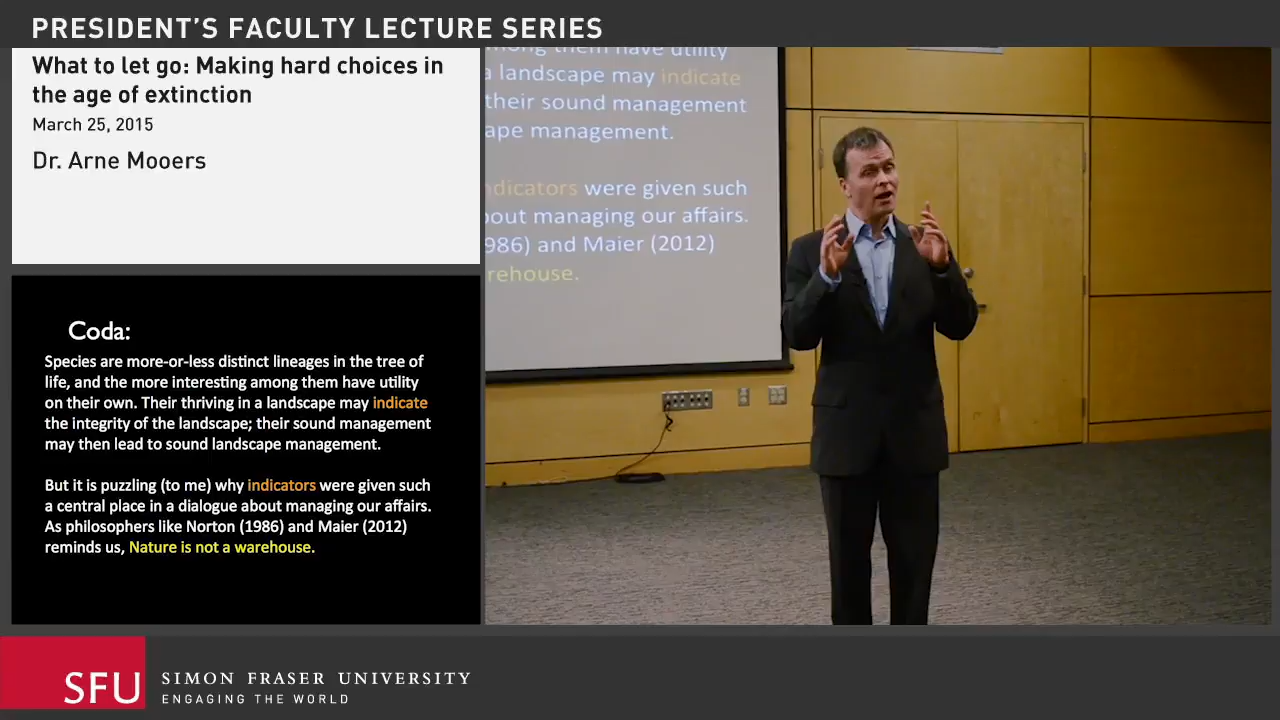 PRESIDENT'S FACULTY LECTURE SERIES
What to let go: Making hard choices in
the age of extinction
March 25, 2015
Dr. Arne Mooers
Coda:
Species are more-or-less distinct lineages in the tree of
life, and the more interesting among them have utility
on their own. Their thriving in a landscape may indicate
the integrity of the landscape; their sound management
may then lead to sound landscape management.
But it is puzzling (to me) why indicators were given such
a central place in a dialogue about managing our affairs.
As philosophers like Norton (1986) and Maier (2012)
reminds us, Nature is not a warehouse.
among them have utility
a landscape may indicate
their sound management
ape management.
ndicators were given such
bout managing our affairs.
986) and Maier (2012)
rehouse.
SFU
SIMON FRASER UNIVERSITY
ENGAGING THE WORLD